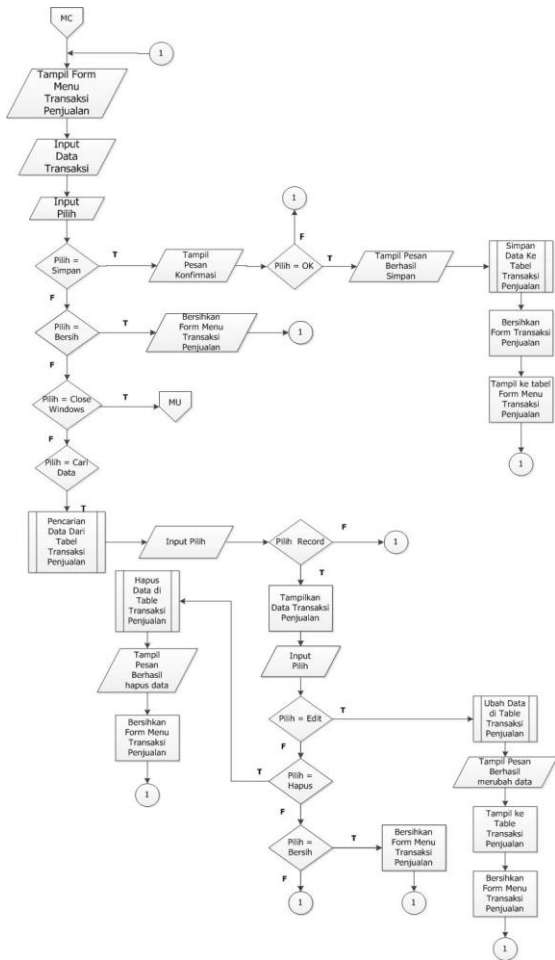 MC
1
Tampil Form
Menu
Transaksi
Penjualan
Input
Data
Transaksi
Input
Pilih
1
F
Pilih =
Simpan
T
Tampil
Pesan
Konfirmasi
Pilih = OK
T
Tampil Pesan
Berhasil
Simpan
Simpan
Data Ke
Tabel
Transaksi
Penjualan
F
Pilih =
Bersih
T
Bersihkan
Form Menu
Transaksi
Penjualan
1
Bersihkan
Form Transaksi
Penjualan
F
Pilih = Close
Windows
T
MU
Tampil ke tabel
Form Menu
Transaksi
Penjualan
1
F
Pilih = Cari
Data
T
Pencarian
Data Dari
Tabel
Transaksi
Penjualan
Input Pilih
Pilih Record
F
1
T
Hapus
Data di
Table
Transaksi
Penjualan
Tampilkan
Data Transaksi
Penjualan
Tampil
Pesan
Berhasil
hapus data
Input
Pilih
Bersihkan
Form Menu
Transaksi
Penjualan
1
Pilih = Edit
T
Ubah Data
di Table
Transaksi
Penjualan
F
Tampil Pesan
Berhasil
merubah data
T
Pilih =
Hapus
Tampil ke
Table
Transaksi
Penjualan
F
Pilih =
Bersih
T
Bersihkan
Form Menu
Transaksi
Penjualan
Bersihkan
Form Menu
Transaksi
Penjualan
F
1
1
1